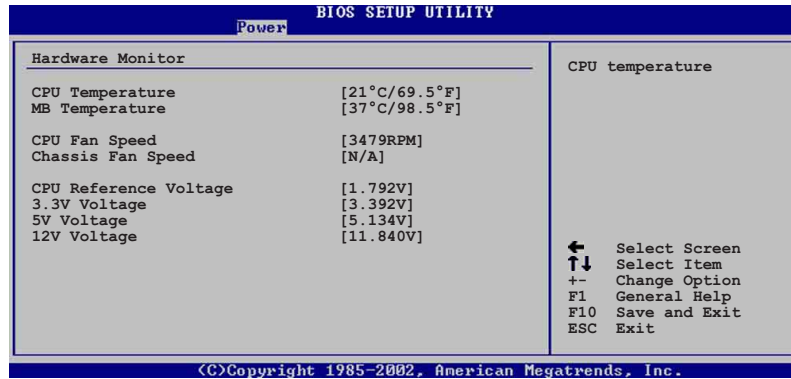 BIOS SETUP UTILITY
Power
Hardware Monitor
CPU Temperature [21°C/69.5°F]
MB Temperature [37°C/98.5°F]
CPU Fan Speed [3479RPM]
Chassis Fan Speed [N/A]
CPU Reference Voltage [1.792V]
3.3V Voltage [3.392V]
5V Voltage [5.134V]
12V Voltage [11.840V]
CPU temperature
← Select Screen
↑↓ Select Item
+- Change Option
F1 General Help
F10 Save and Exit
ESC Exit
(C)Copyright 1985-2002, American Megatrends, Inc.